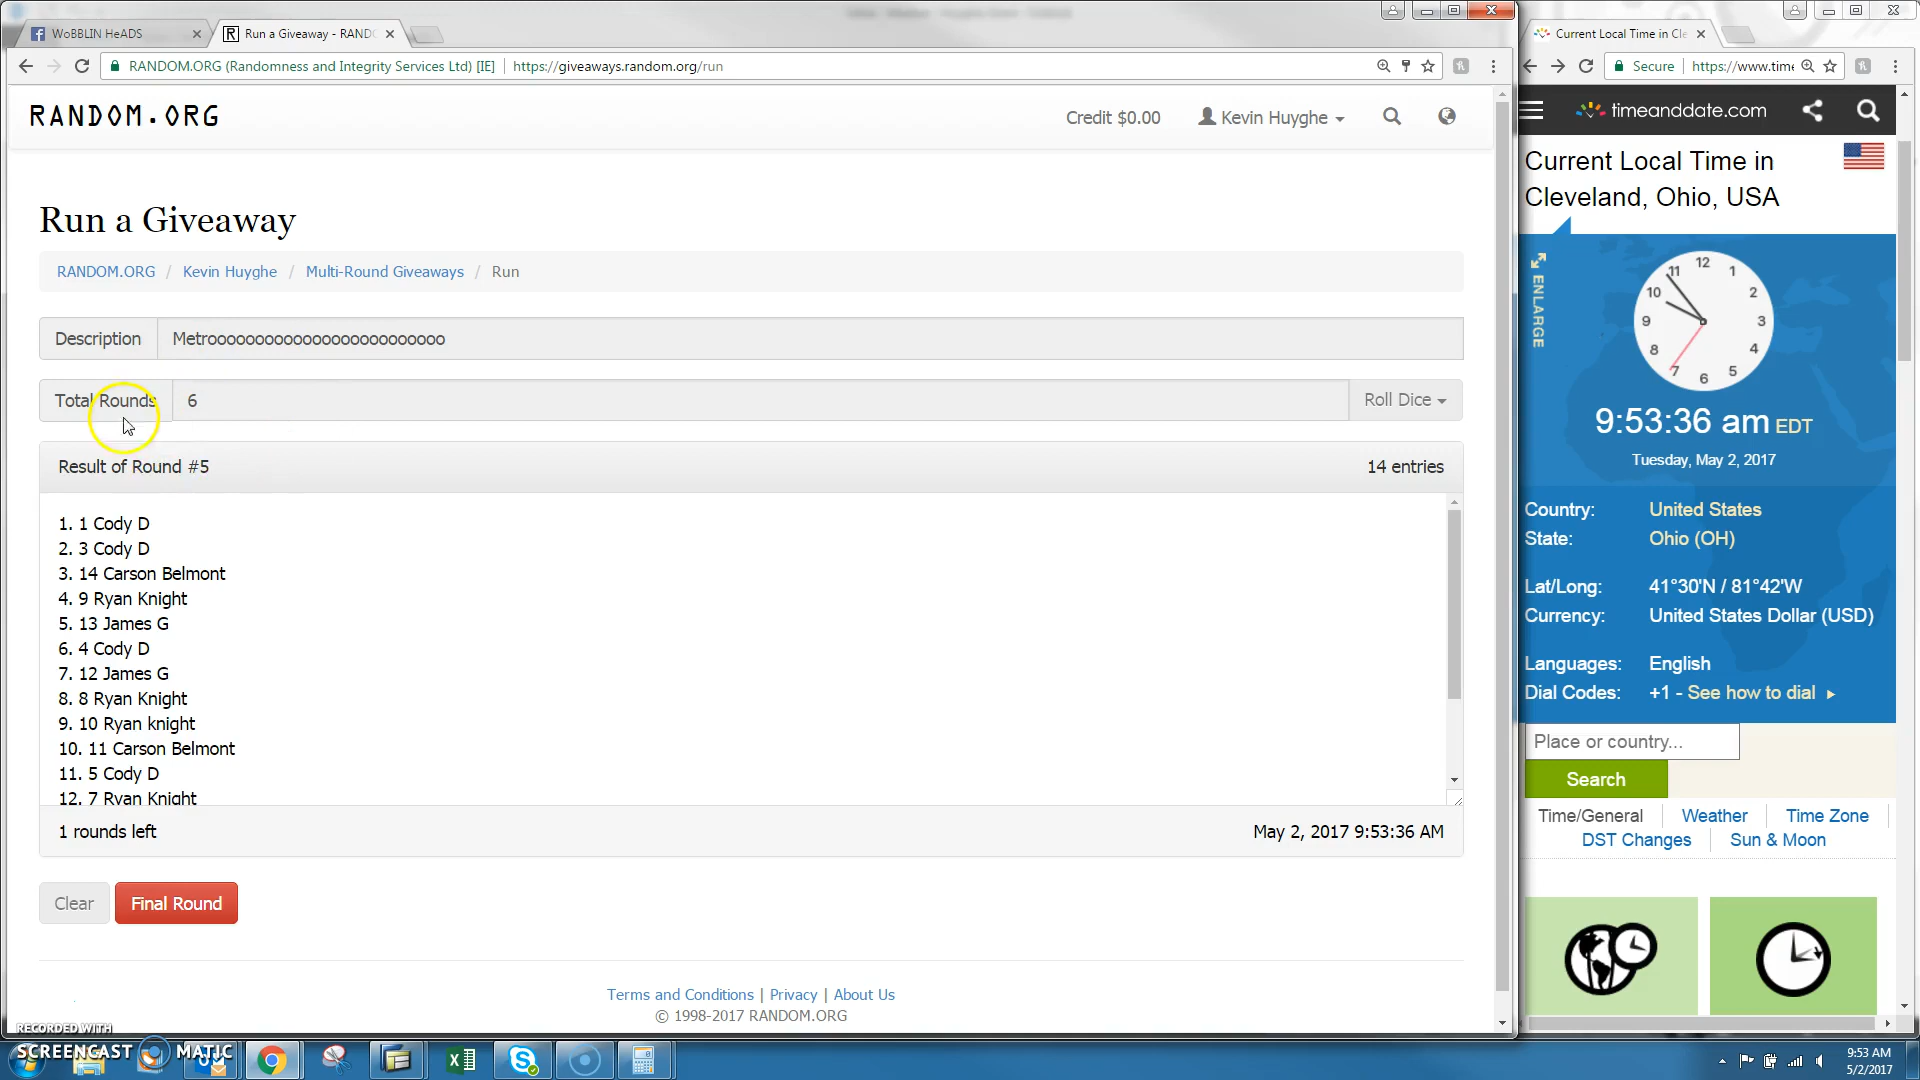 WoBBLIN HeADS
Run a Giveaway - RANDO
RANDOM.ORG (Randomness and Integrity Services Ltd) [IE] https://giveaways.random.org/run
RANDOM.ORG
Credit $0.00
Kevin Huyghe
Run a Giveaway
RANDOM.ORG / Kevin Huyghe / Multi-Round Giveaways / Run
Description Metrooooooooooooooooooooooooo
Total Rounds 6 Roll Dice
Result of Round #5 14 entries
1. 1 Cody D
2. 3 Cody D
3. 14 Carson Belmont
4. 9 Ryan Knight
5. 13 James G
6. 4 Cody D
7. 12 James G
8. 8 Ryan Knight
9. 10 Ryan knight
10. 11 Carson Belmont
11. 5 Cody D
12. 7 Ryan Knight
1 rounds left May 2, 2017 9:53:36 AM
Clear Final Round
Terms and Conditions | Privacy | About Us
© 1998-2017 RANDOM.ORG
Current Local Time in Cle
Secure https://www.time
timeanddate.com
Current Local Time in
Cleveland, Ohio, USA
ENLARGE
12
1
2
3
4
5
6
7
8
9
10
11
9:53:36 am EDT
Tuesday, May 2, 2017
Country: United States
State: Ohio (OH)
Lat/Long: 41°30'N / 81°42'W
Currency: United States Dollar (USD)
Languages: English
Dial Codes: +1 - See how to dial
Place or country...
Search
Time/General Weather Time Zone
DST Changes Sun & Moon
RECORDED WITH
SCREENCAST MATIC
9:53 AM
5/2/2017